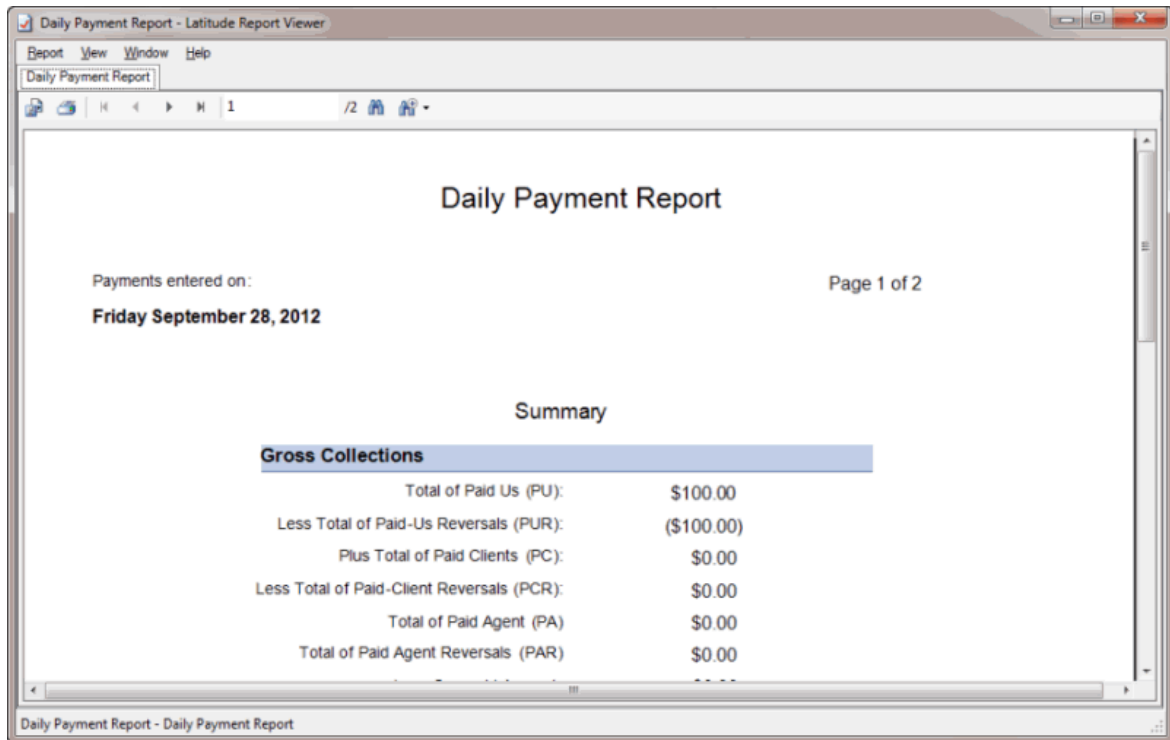 Daily Payment Report - Latitude Report Viewer
Report View Window Help
Daily Payment Report
1 /2
Daily Payment Report
Payments entered on: Page 1 of 2
Friday September 28, 2012
Summary
Gross Collections
Total of Paid Us (PU): $100.00
Less Total of Paid-Us Reversals (PUR): ($100.00)
Plus Total of Paid Clients (PC): $0.00
Less Total of Paid-Client Reversals (PCR): $0.00
Total of Paid Agent (PA) $0.00
Total of Paid Agent Reversals (PAR) $0.00
Daily Payment Report - Daily Payment Report